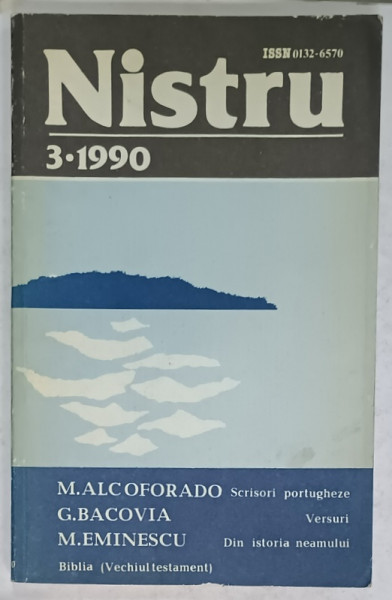 ISSN 0132-6570
Nistru
3•1990
M.ALCOFORADO Scrisori portugheze
G.BACOVIA Versuri
M.EMINESCU Din istoria neamului
Biblia (Vechiul testament)